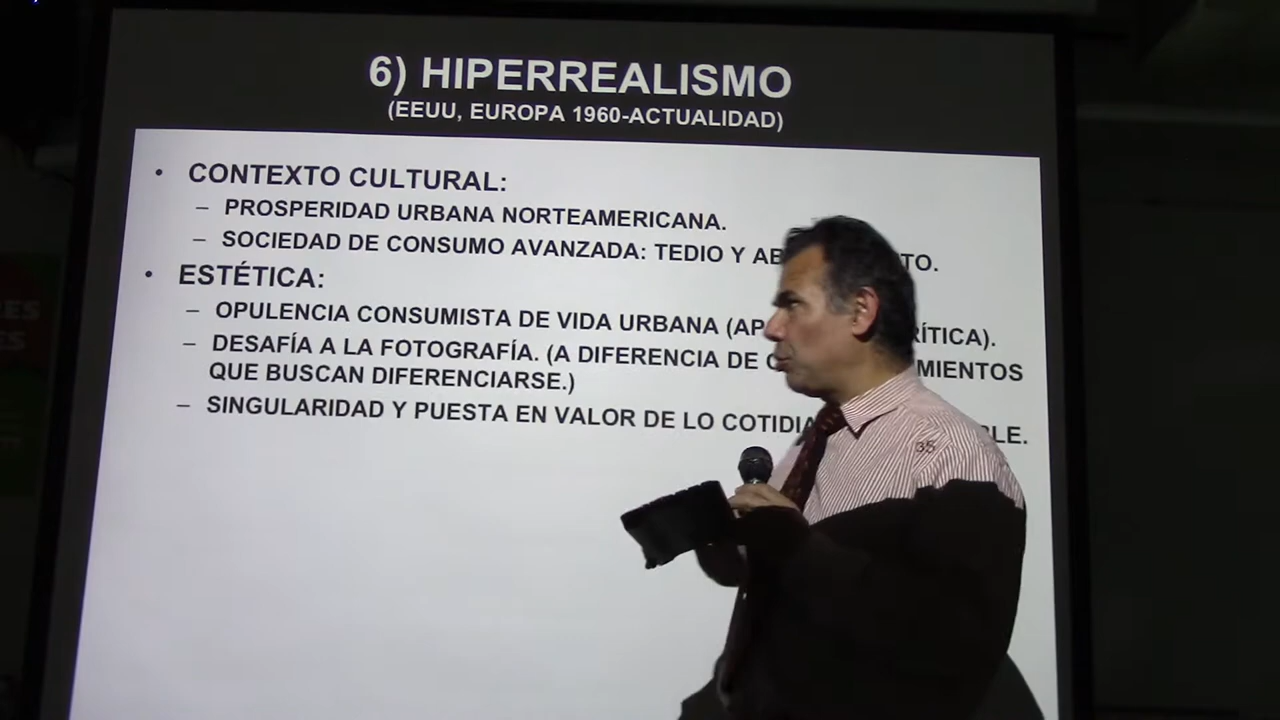 6) HIPERREALISMO
(EEUU, EUROPA 1960-ACTUALIDAD)
• CONTEXTO CULTURAL:
– PROSPERIDAD URBANA NORTEAMERICANA.
– SOCIEDAD DE CONSUMO AVANZADA: TEDIO Y
• ESTÉTICA:
– OPULENCIA CONSUMISTA DE VIDA URBANA
– DESAFÍA A LA FOTOGRAFÍA. (A DIFERENCIA DE
QUE BUSCAN DIFERENCIARSE.)
– SINGULARIDAD Y PUESTA EN VALOR DE LO